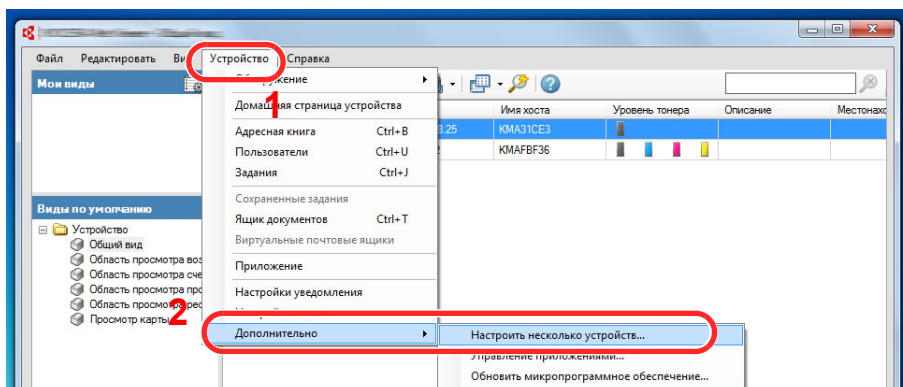 Файл Редактировать Ви Устройство Справка
Мои виды
1
Домашняя страница устройства
Имя хоста Уровень тонера Описание Местонахо
Адресная книга Ctrl+B
3.25 KMA31CE3
Пользователи Ctrl+U
KMAFBF36
Задания Ctrl+J
Сохраненные задания
Виды по умолчанию
Ящик документов Ctrl+T
Устройство
Виртуальные почтовые ящики
Общий вид
Область просмотра воз
Приложение
Область просмотра сче
Область просмотра про
Настройки уведомления
Область просмотра рес
Просмотр карты
2
Дополнительно
Настроить несколько устройств...
Управление приложениями...
Обновить микропрограммное обеспечение...